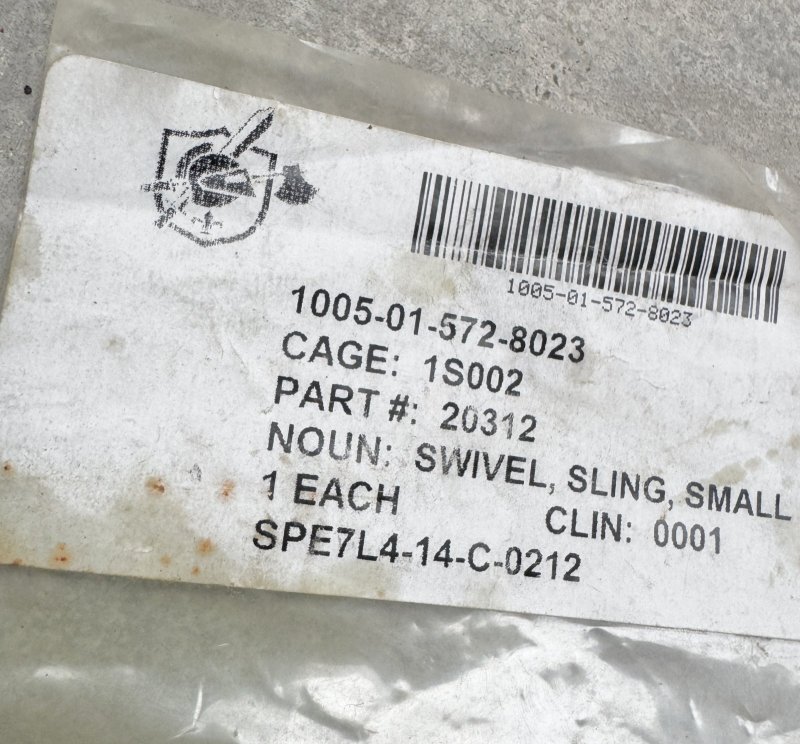 1005-01-572-8023
1005-01-572-8023
CAGE: 1S002
PART #: 20312
NOUN: SWIVEL, SLING, SMALL
1 EACH CLIN: 0001
SPE7L4-14-C-0212